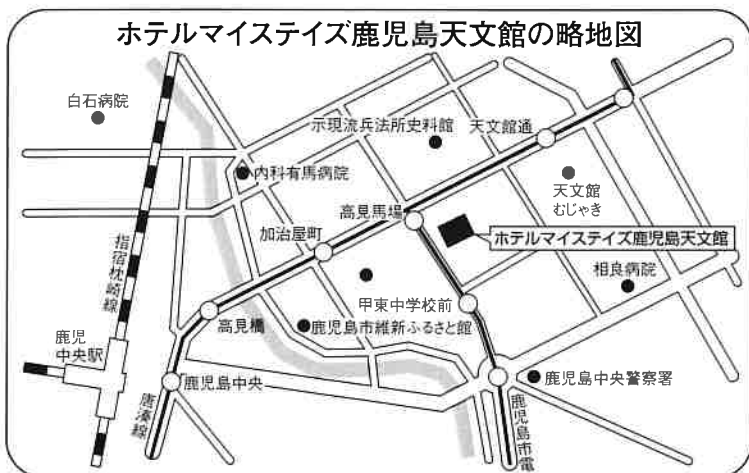 ホテルマイステイズ鹿児島天文館の略地図
白石病院
示現流兵法所史料館
天文館通
内科有馬病院
天文館
むじゃき
高見馬場
加治屋町
ホテルマイステイズ鹿児島天文館
指宿枕崎線
相良病院
甲東中学校前
高見橋
鹿児島市維新ふるさと館
鹿児
中央駅
鹿児島中央
鹿児島中央警察署
唐湊線
鹿児島市電